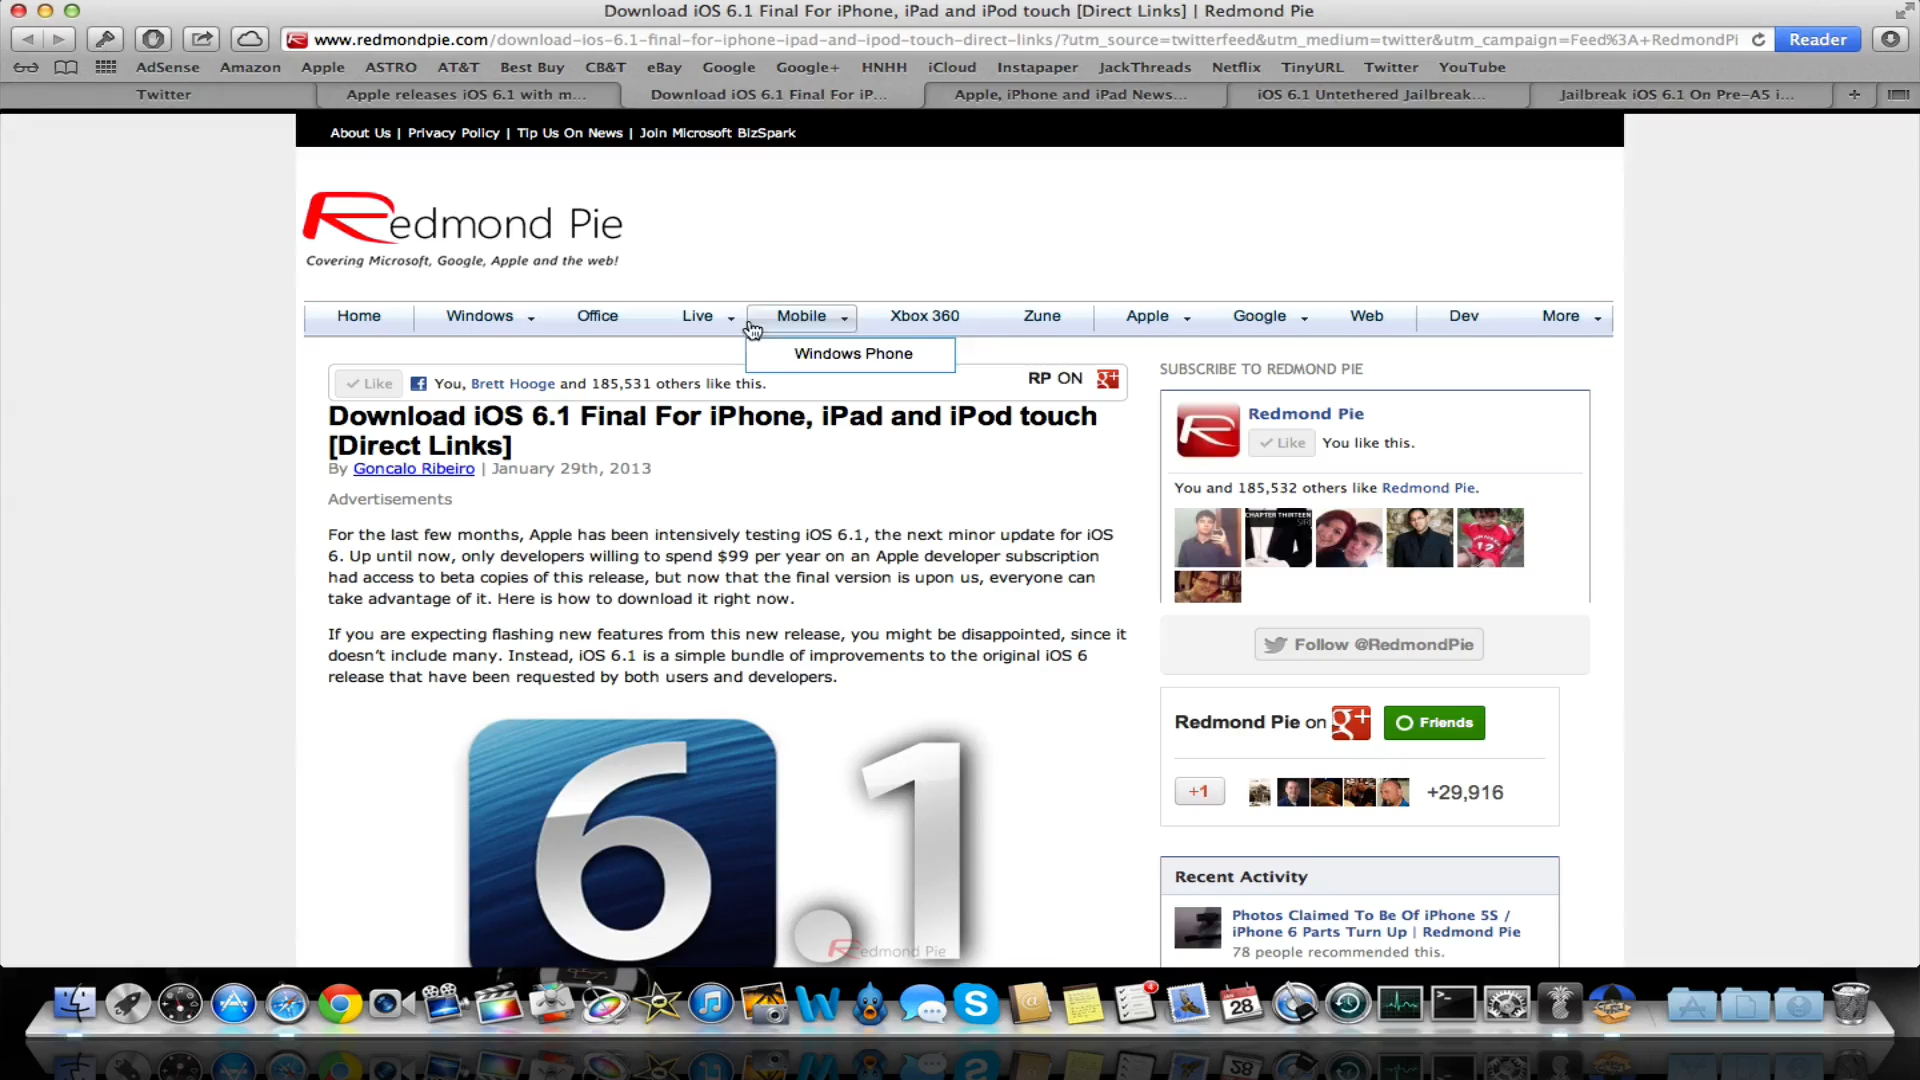 Download iOS 6.1 Final For iPhone, iPad and iPod touch [Direct Links] | Redmond Pie
www.redmondpie.com/download-ios-6.1-final-for-iphone-ipad-and-ipod-touch-direct-links/?utm_source=twitterfeed&utm_medium=twitter&utm_campaign=Feed%3A+RedmondPi
Reader
AdSense Amazon Apple ASTRO AT&T Best Buy CB&T eBay Google Google+ HNHH iCloud Instapaper JackThreads Netflix TinyURL Twitter YouTube
Twitter Apple releases iOS 6.1 with m... Download iOS 6.1 Final For iP... Apple, iPhone and iPad News... iOS 6.1 Untethered Jailbreak... Jailbreak iOS 6.1 On Pre-A5 i...
About Us | Privacy Policy | Tip Us On News | Join Microsoft BizSpark
Redmond Pie
Covering Microsoft, Google, Apple and the web!
Home Windows Office Live Mobile Xbox 360 Zune Apple Google Web Dev More
Windows Phone
Like You, Brett Hooge and 185,531 others like this.
RP ON g+
Download iOS 6.1 Final For iPhone, iPad and iPod touch
[Direct Links]
By Goncalo Ribeiro | January 29th, 2013
Advertisements
For the last few months, Apple has been intensively testing iOS 6.1, the next minor update for iOS
6. Up until now, only developers willing to spend $99 per year on an Apple developer subscription
had access to beta copies of this release, but now that the final version is upon us, everyone can
take advantage of it. Here is how to download it right now.
If you are expecting flashing new features from this new release, you might be disappointed, since it
doesn't include many. Instead, iOS 6.1 is a simple bundle of improvements to the original iOS 6
release that have been requested by both users and developers.
6.1
Redmond Pie
SUBSCRIBE TO REDMOND PIE
Redmond Pie
Like You like this.
You and 185,532 others like Redmond Pie.
CHAPTER THIRTEEN
12
Follow @RedmondPie
Redmond Pie on g+ Friends
+1 +29,916
Recent Activity
Photos Claimed To Be Of iPhone 5S /
iPhone 6 Parts Turn Up | Redmond Pie
78 people recommended this.
4
28